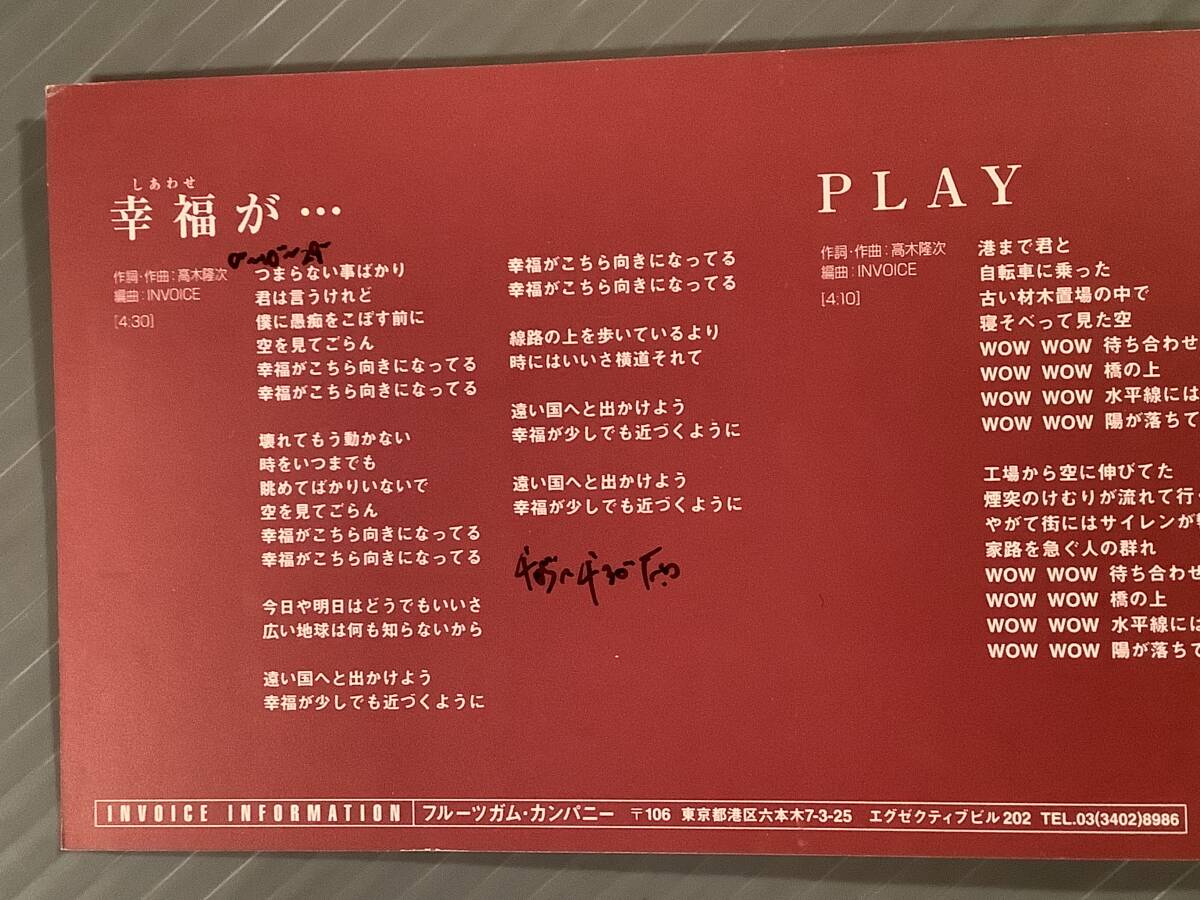 しあわせ
幸福が…
作詞・作曲:高木隆次
編曲:INVOICE
[4:30]
つまらない事ばかり
君は言うけれど
僕に愚痴をこぼす前に
空を見てごらん
幸福がこちら向きになってる
幸福がこちら向きになってる
壊れてもう動かない
時をいつまでも
眺めてばかりいないで
空を見てごらん
幸福がこちら向きになってる
幸福がこちら向きになってる
今日や明日はどうでもいいさ
広い地球は何も知らないから
遠い国へと出かけよう
幸福が少しでも近づくように
幸福がこちら向きになってる
幸福がこちら向きになってる
線路の上を歩いているより
時にはいいさ横道それて
遠い国へと出かけよう
幸福が少しでも近づくように
遠い国へと出かけよう
幸福が少しでも近づくように
PLAY
作詞・作曲:高木隆次
編曲:INVOICE
[4:10]
港まで君と
自転車に乗った
古い材木置場の中で
寝そべって見た空
WOW WOW 待ち合わせ
WOW WOW 橋の上
WOW WOW 水平線には
WOW WOW 陽が落ちて
工場から空に伸びてた
煙突のけむりが流れて行
やがて街にはサイレンが
家路を急ぐ人の群れ
WOW WOW 待ち合わせ
WOW WOW 橋の上
WOW WOW 水平線には
WOW WOW 陽が落ちて
INVOICE INFORMATION フルーツガム・カンパニー 〒106 東京都港区六本木7-3-25 エグゼクティブビル202 TEL.03(3402)8986